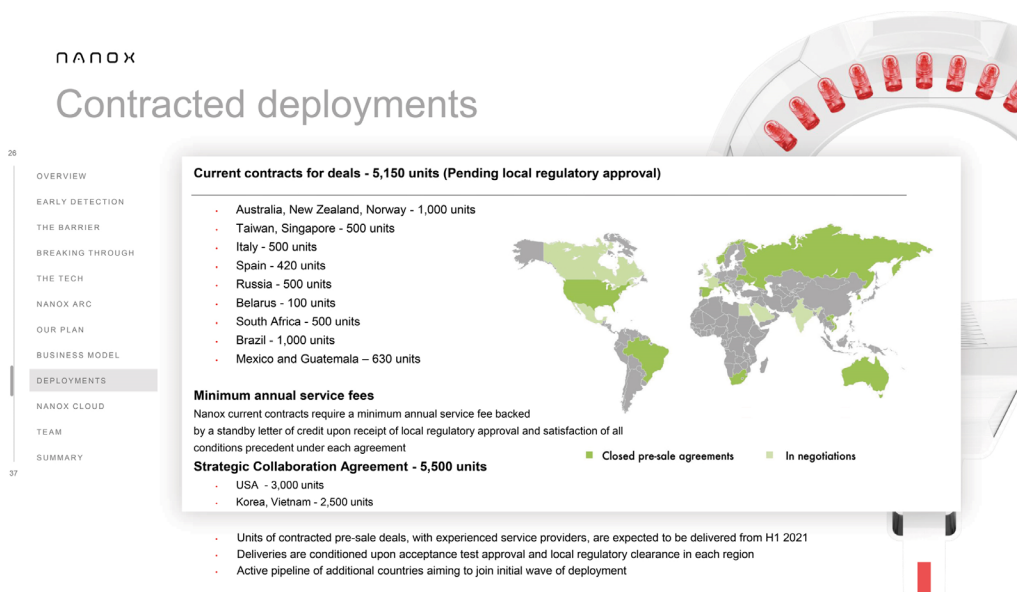 NANOX
Contracted deployments
26
OVERVIEW
EARLY DETECTION
THE BARRIER
BREAKING THROUGH
THE TECH
NANOX ARC
OUR PLAN
BUSINESS MODEL
DEPLOYMENTS
NANOX CLOUD
TEAM
SUMMARY
37
Current contracts for deals - 5,150 units (Pending local regulatory approval)
· Australia, New Zealand, Norway - 1,000 units
· Taiwan, Singapore - 500 units
· Italy - 500 units
· Spain - 420 units
· Russia - 500 units
· Belarus - 100 units
· South Africa - 500 units
· Brazil - 1,000 units
· Mexico and Guatemala – 630 units
Minimum annual service fees
Nanox current contracts require a minimum annual service fee backed
by a standby letter of credit upon receipt of local regulatory approval and satisfaction of all
conditions precedent under each agreement
Closed pre-sale agreements
In negotiations
Strategic Collaboration Agreement - 5,500 units
· USA - 3,000 units
· Korea, Vietnam - 2,500 units
· Units of contracted pre-sale deals, with experienced service providers, are expected to be delivered from H1 2021
· Deliveries are conditioned upon acceptance test approval and local regulatory clearance in each region
· Active pipeline of additional countries aiming to join initial wave of deployment